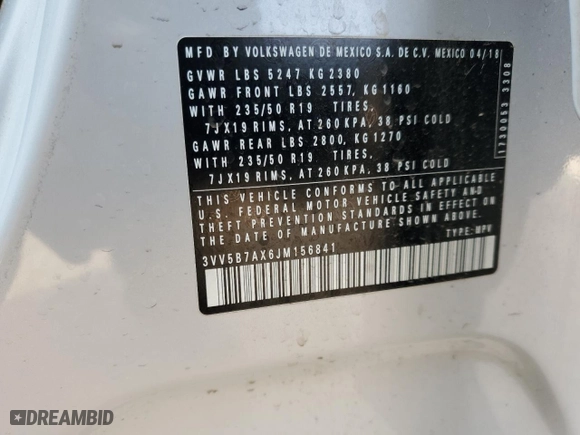 MFD BY VOLKSWAGEN DE MEXICO S.A. DE C.V. MEXICO 04/18
GVWR LBS 5247 KG 2380
GAWR FRONT LBS 2557, KG 1160
WITH 235/50 R19 TIRES,
7JX19 RIMS, AT 260 KPA, 38 PSI COLD
GAWR REAR LBS 2800, KG 1270
WITH 235/50 R19 TIRES,
7JX19 RIMS, AT 260 KPA, 38 PSI COLD
THIS VEHICLE CONFORMS TO ALL APPLICABLE
U.S. FEDERAL MOTOR VEHICLE SAFETY AND
THEFT PREVENTION STANDARDS IN EFFECT ON
THE DATE OF MANUFACTURE SHOWN ABOVE.
TYPE: MPV
3VV5B7AX6JM156841
1730053 3308
DREAMBID